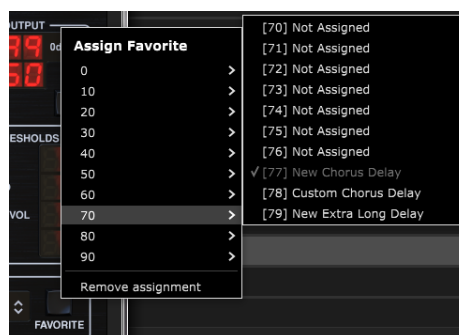 OUTPUT
99
0d
50
ESHOLDS
VOL
FAVORITE
Assign Favorite
0
10
20
30
40
50
60
70
80
90
Remove assignment
[70] Not Assigned
[71] Not Assigned
[72] Not Assigned
[73] Not Assigned
[74] Not Assigned
[75] Not Assigned
[76] Not Assigned
✓[77] New Chorus Delay
[78] Custom Chorus Delay
[79] New Extra Long Delay